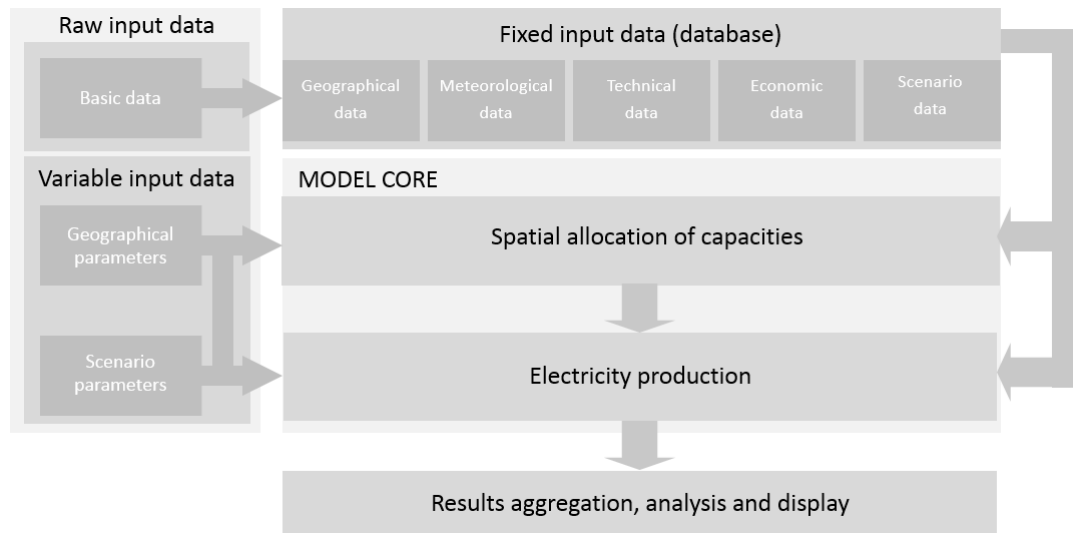 Raw input data
Basic data
Variable input data
Geographical
parameters
Scenario
parameters
Fixed input data (database)
Geographical
data
Meteorological
data
Technical
data
Economic
data
Scenario
data
MODEL CORE
Spatial allocation of capacities
Electricity production
Results aggregation, analysis and display